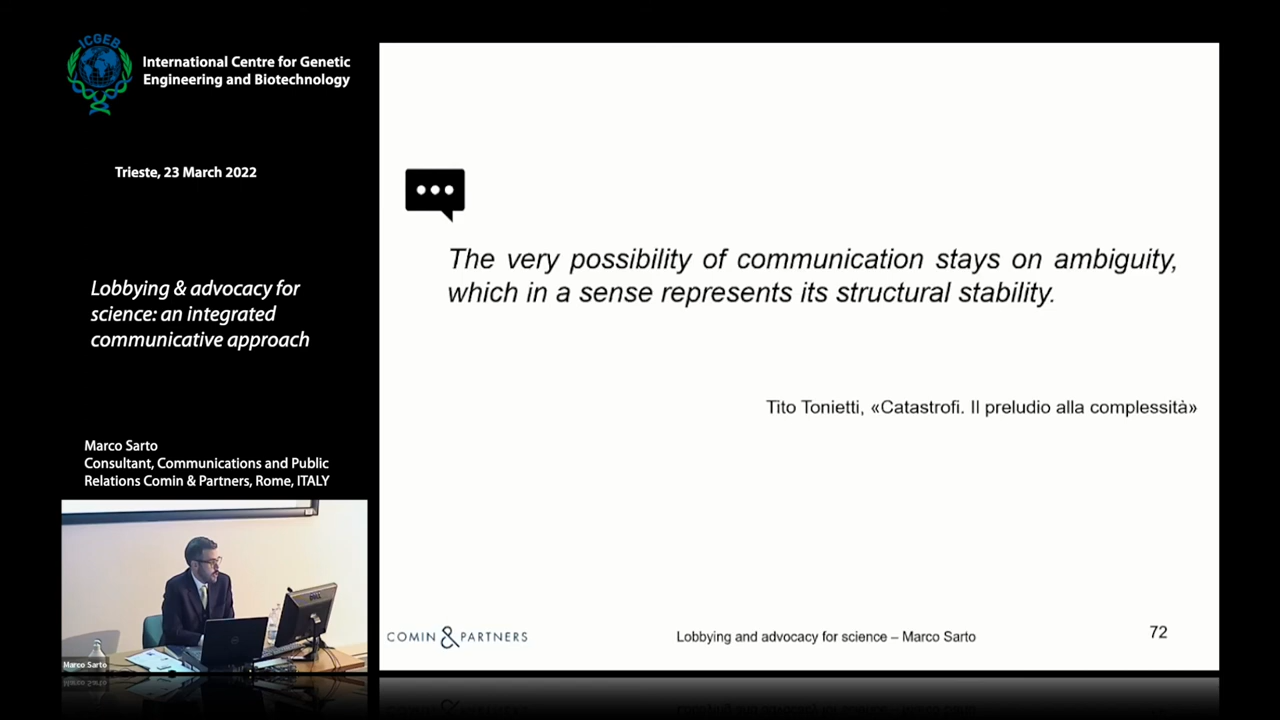 ICGEB
International Centre for Genetic
Engineering and Biotechnology
Trieste, 23 March 2022
Lobbying & advocacy for
science: an integrated
communicative approach
Marco Sarto
Consultant, Communications and Public
Relations Comin & Partners, Rome, ITALY
Marco Sarto
The very possibility of communication stays on ambiguity,
which in a sense represents its structural stability.
Tito Tonietti, «Catastrofi. Il preludio alla complessità»
COMIN & PARTNERS
Lobbying and advocacy for science – Marco Sarto
72